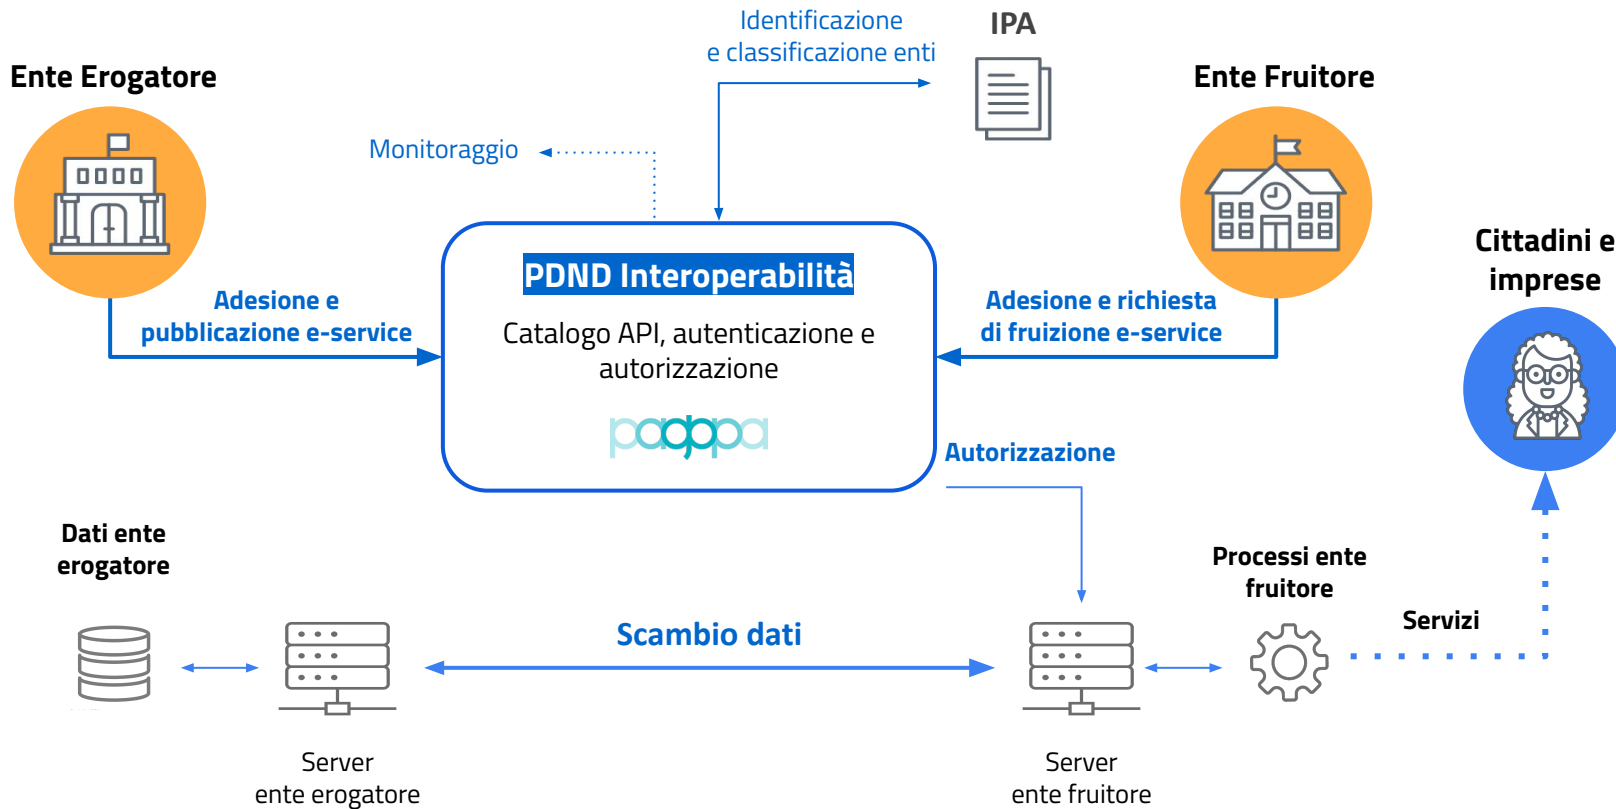 Identificazione
e classificazione enti
IPA
Ente Erogatore
Ente Fruitore
Monitoraggio
Cittadini e
imprese
PDND Interoperabilità
Adesione e
pubblicazione e-service
Adesione e richiesta
di fruizione e-service
Catalogo API, autenticazione e
autorizzazione
pagopa
Autorizzazione
Dati ente
erogatore
Processi ente
fruitore
Servizi
Scambio dati
Server
ente erogatore
Server
ente fruitore